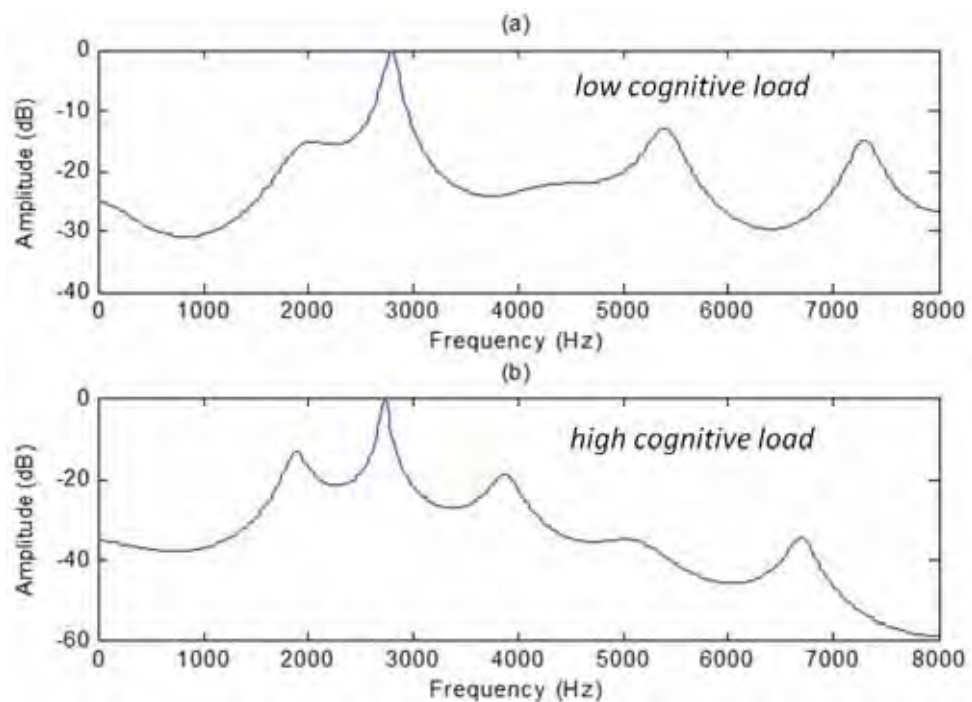 (a)
0
-10
-20
-30
-40
Amplitude (dB)
low cognitive load
0 1000 2000 3000 4000 5000 6000 7000 8000
Frequency (Hz)
(b)
0
-20
-40
-60
Amplitude (dB)
high cognitive load
0 1000 2000 3000 4000 5000 6000 7000 8000
Frequency (Hz)